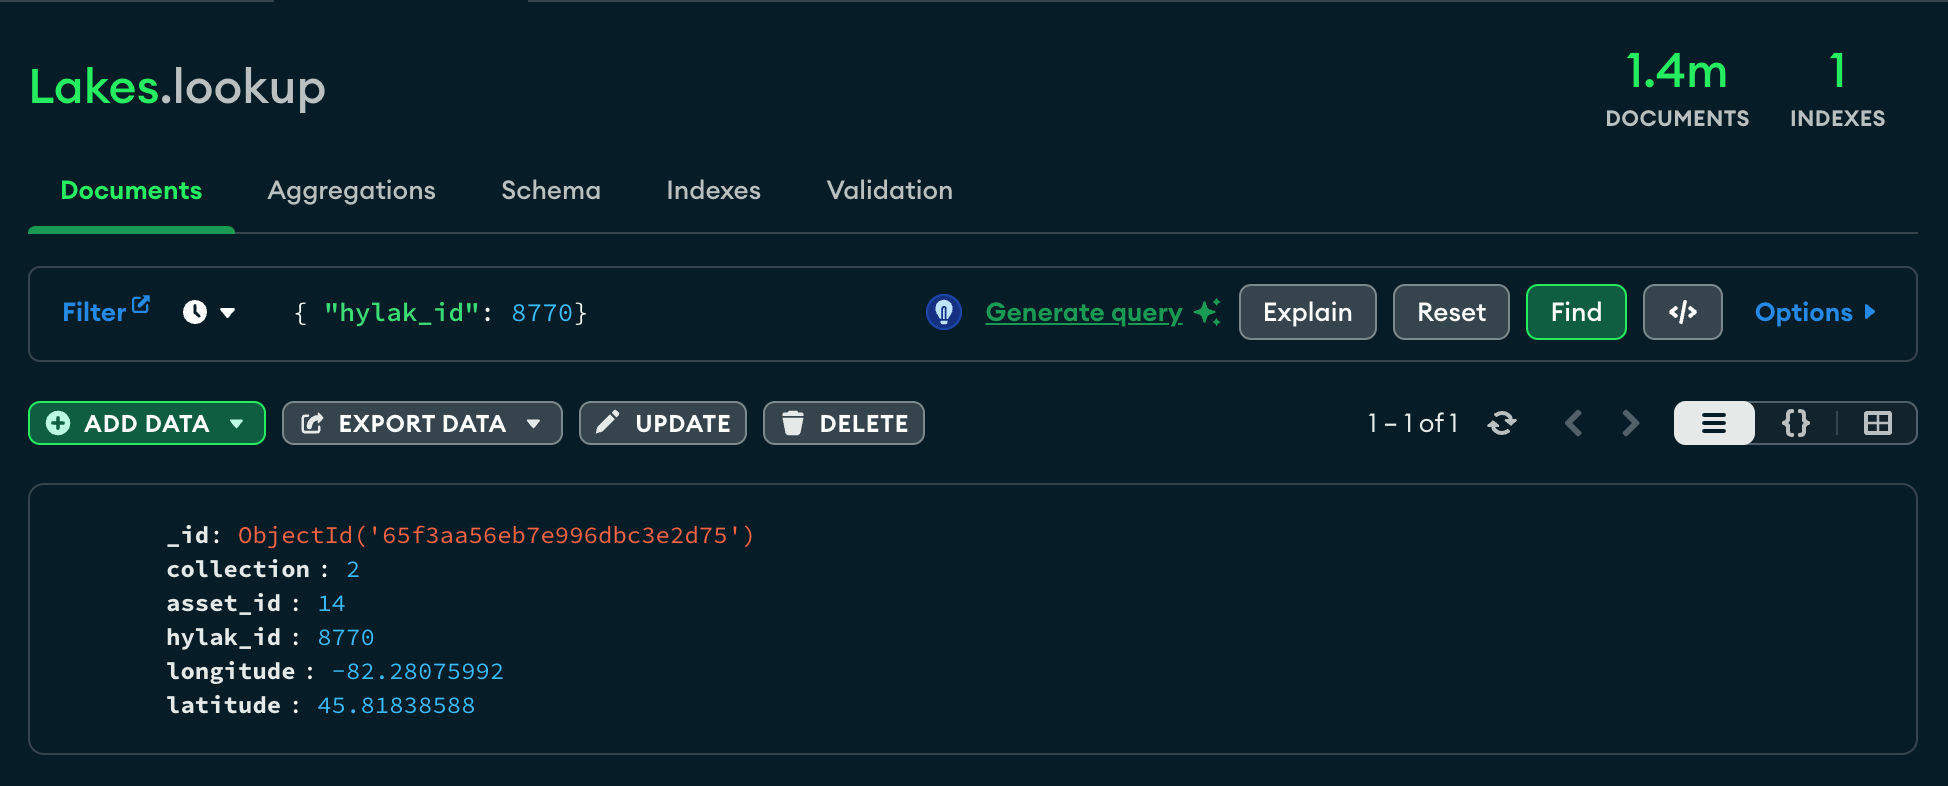 Lakes.lookup
1.4m 1
DOCUMENTS INDEXES
Documents Aggregations Schema Indexes Validation
Filter { "hylak_id": 8770} Generate query Explain Reset Find </> Options
ADD DATA EXPORT DATA UPDATE DELETE 1 – 1 of 1 {}
_id: ObjectId('65f3aa56eb7e996dbc3e2d75')
collection : 2
asset_id : 14
hylak_id : 8770
longitude : -82.28075992
latitude : 45.81838588